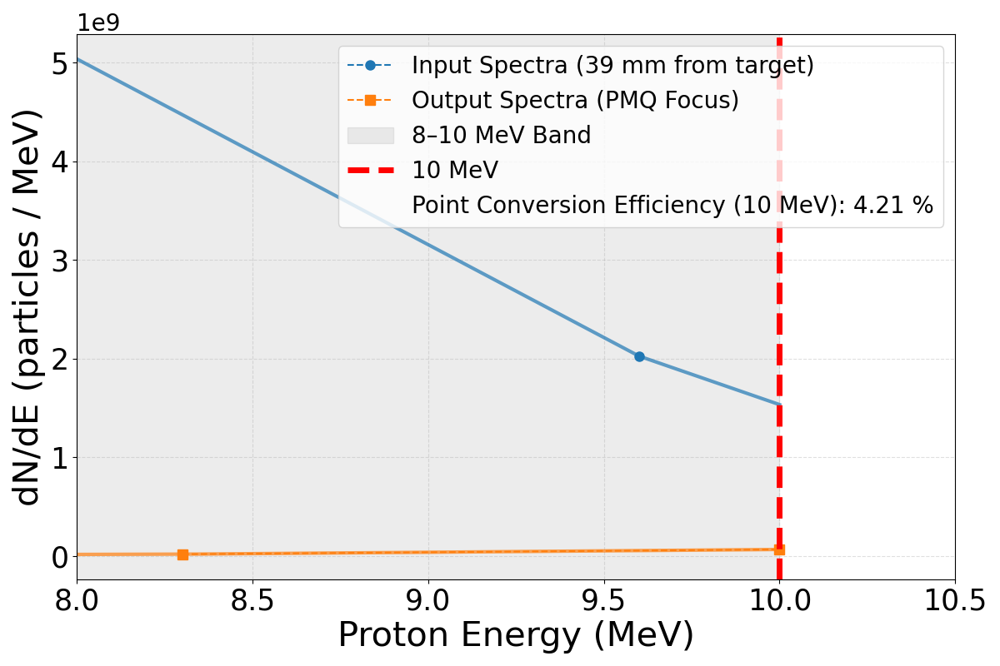 1e9
Input Spectra (39 mm from target)
Output Spectra (PMQ Focus)
8–10 MeV Band
10 MeV
Point Conversion Efficiency (10 MeV): 4.21 %
dN/dE (particles / MeV)
5
4
3
2
1
0
8.0 8.5 9.0 9.5 10.0 10.5
Proton Energy (MeV)